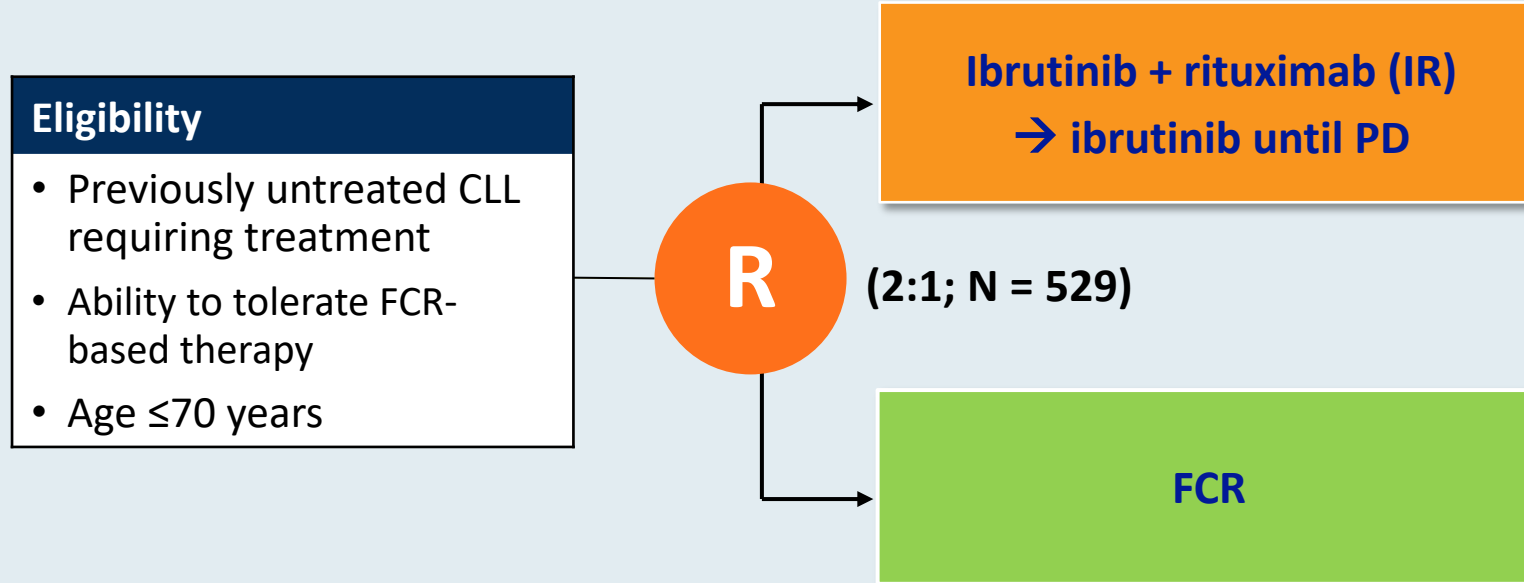 Eligibility
• Previously untreated CLL
requiring treatment
• Ability to tolerate FCR-
based therapy
• Age ≤70 years
R
(2:1; N = 529)
Ibrutinib + rituximab (IR)
→ ibrutinib until PD
FCR